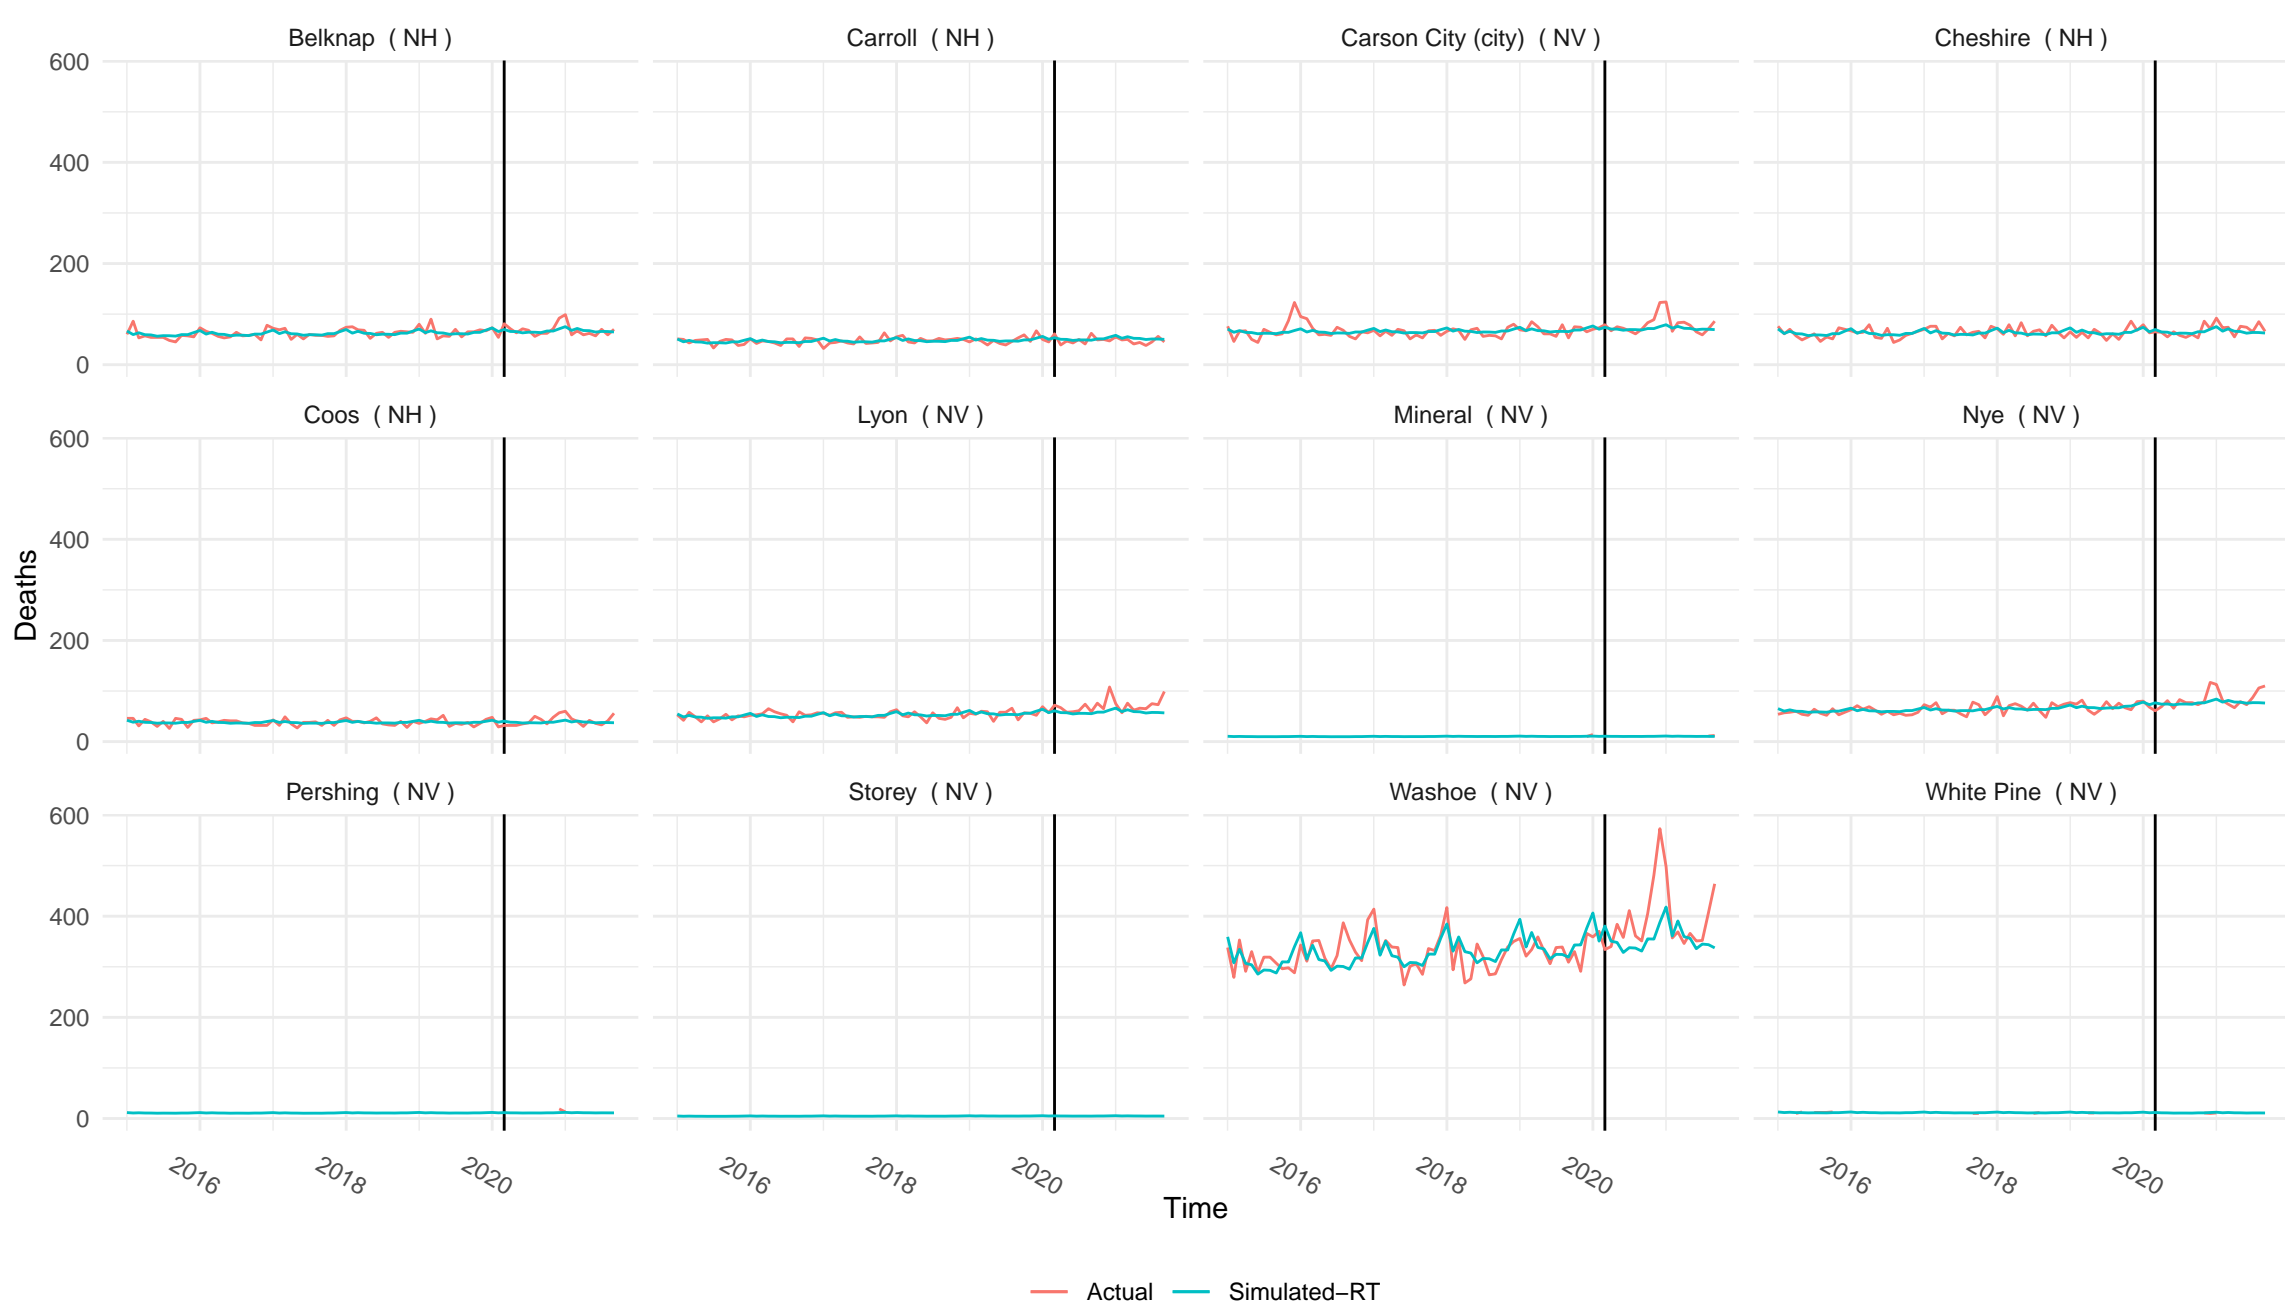 Belknap  ( NH )
Carroll  ( NH )
Carson City (city)  ( NV )
Cheshire  ( NH )
600
400
200
0
Coos  ( NH )
Lyon  ( NV )
Mineral  ( NV )
Nye  ( NV )
600
400
200
0
Deaths
Pershing  ( NV )
Storey  ( NV )
Washoe  ( NV )
White Pine  ( NV )
600
400
200
0
2016
2018
2020
2016
2018
2020
2016
2018
2020
2016
2018
2020
Time
Actual
Simulated−RT